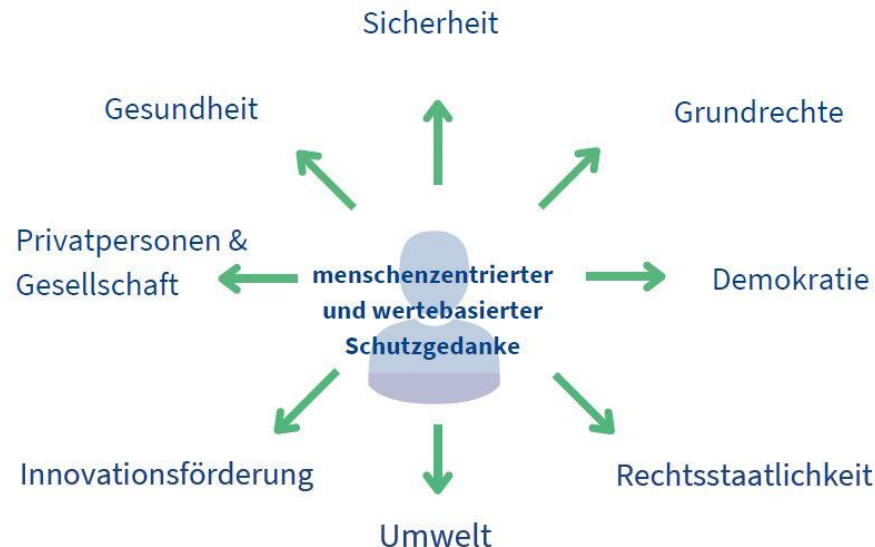 Sicherheit
Gesundheit
Grundrechte
Privatpersonen &
Gesellschaft
menschenzentrierter
und wertebasierter
Schutzgedanke
Demokratie
Innovationsförderung
Rechtsstaatlichkeit
Umwelt